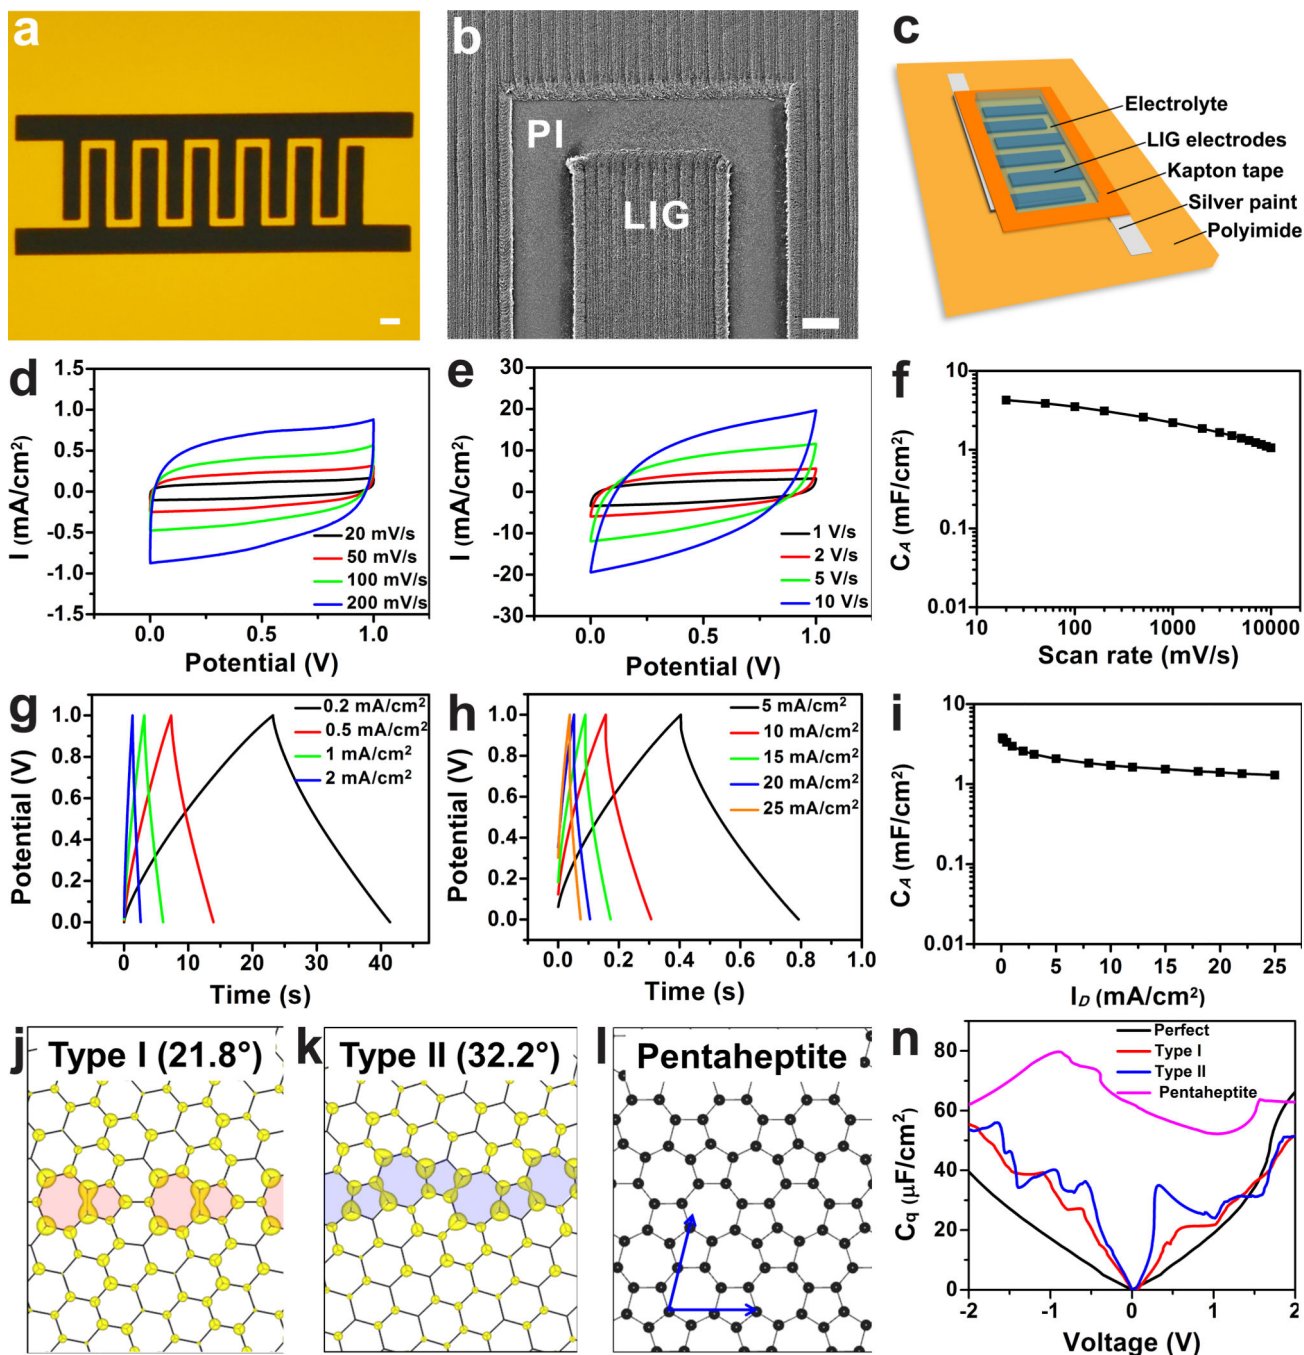 a
b
PI
LIG
c
Electrolyte
LIG electrodes
Kapton tape
Silver paint
Polyimide
d
I (mA/cm²)
1.5
1.0
0.5
0.0
-0.5
-1.0
-1.5
20 mV/s
50 mV/s
100 mV/s
200 mV/s
0.0 0.5 1.0
Potential (V)
e
I (mA/cm²)
30
20
10
0
-10
-20
-30
1 V/s
2 V/s
5 V/s
10 V/s
0.0 0.5 1.0
Potential (V)
f
C_A (mF/cm²)
10
1
0.1
0.01
10 100 1000 10000
Scan rate (mV/s)
g
Potential (V)
1.0
0.8
0.6
0.4
0.2
0.0
0.2 mA/cm²
0.5 mA/cm²
1 mA/cm²
2 mA/cm²
0 10 20 30 40
Time (s)
h
Potential (V)
1.0
0.8
0.6
0.4
0.2
0.0
5 mA/cm²
10 mA/cm²
15 mA/cm²
20 mA/cm²
25 mA/cm²
0.0 0.2 0.4 0.6 0.8 1.0
Time (s)
i
C_A (mF/cm²)
10
1
0.1
0.01
0 5 10 15 20 25
I_D (mA/cm²)
j
Type I (21.8°)
k
Type II (32.2°)
l
Pentaheptite
n
C_q (µF/cm²)
80
60
40
20
0
Perfect
Type I
Type II
Pentaheptite
-2 -1 0 1 2
Voltage (V)